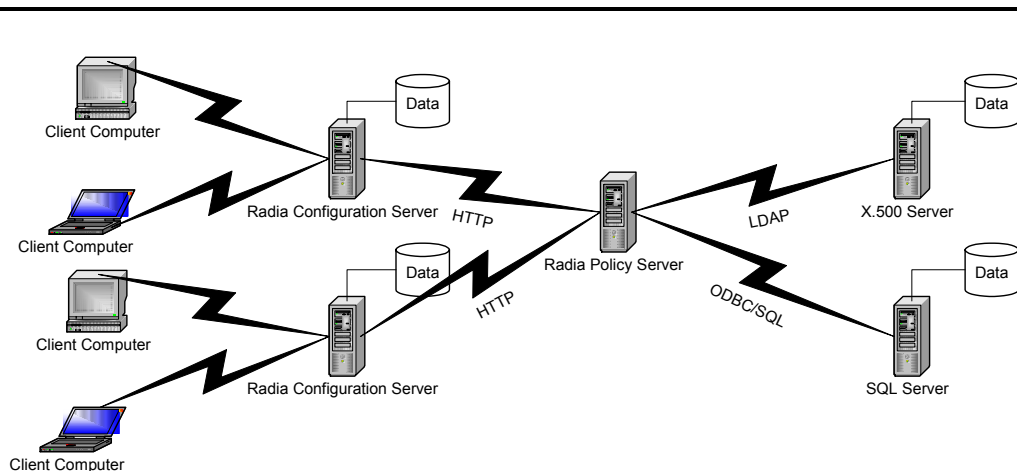 Data
Data
Client Computer
Radia Configuration Server
HTTP
LDAP
X.500 Server
Client Computer
Radia Policy Server
Data
Data
HTTP
ODBC/SQL
Client Computer
Radia Configuration Server
SQL Server
Client Computer